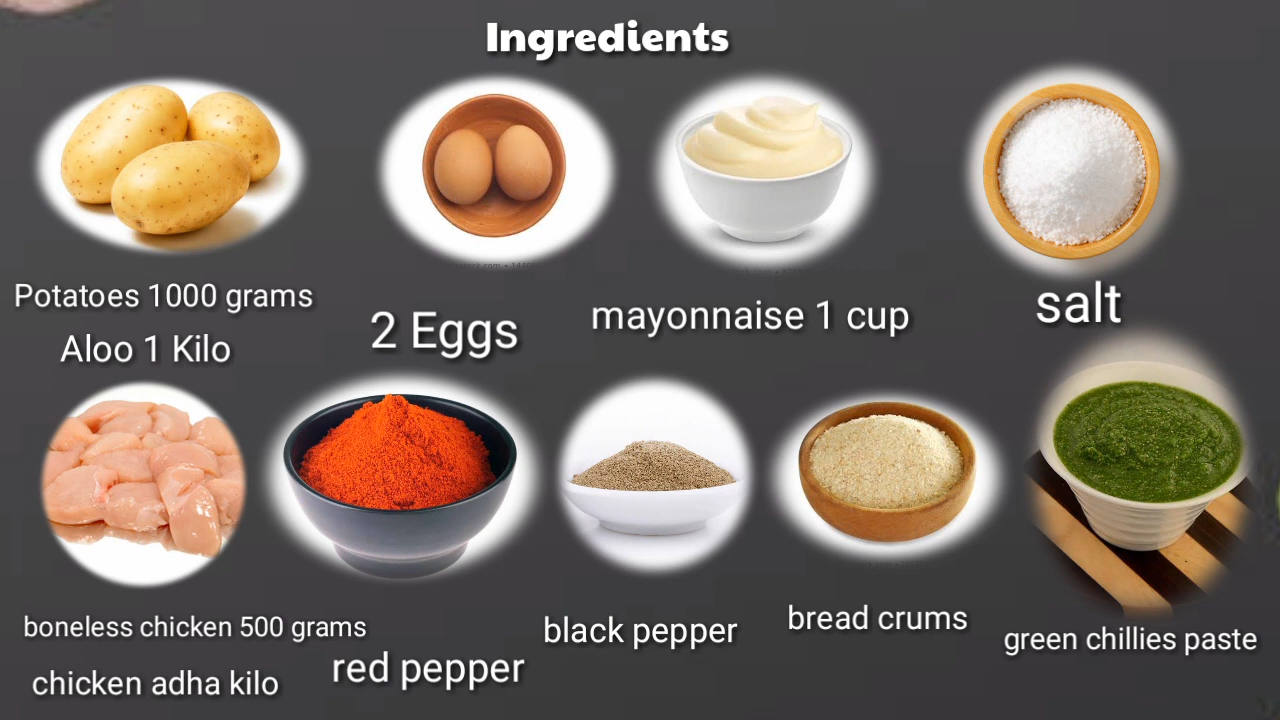 Ingredients
Potatoes 1000 grams
Aloo 1 Kilo
2 Eggs
mayonnaise 1 cup
salt
boneless chicken 500 grams
chicken adha kilo
red pepper
black pepper
bread crums
green chillies paste